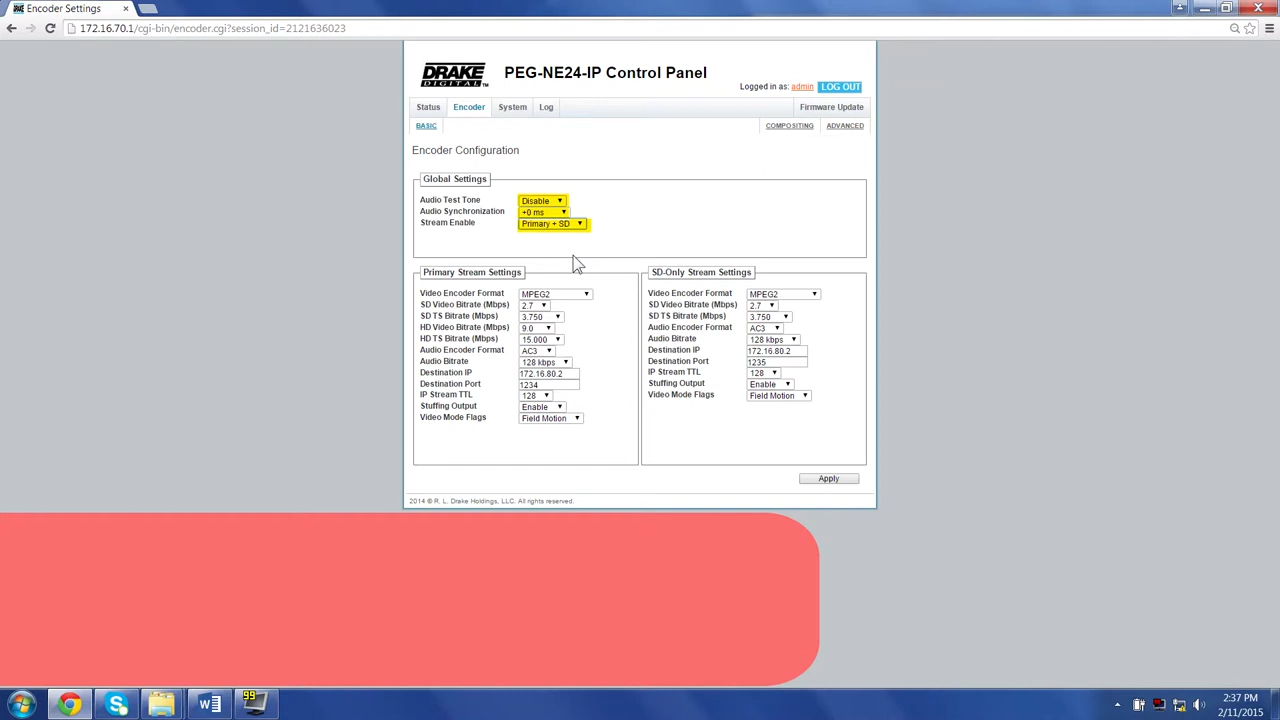 Encoder Settings
172.16.70.1/cgi-bin/encoder.cgi?session_id=2121636023
DRAKE DIGITAL TM
PEG-NE24-IP Control Panel
Logged in as: admin LOG OUT
Status Encoder System Log Firmware Update
BASIC COMPOSITING ADVANCED
Encoder Configuration
Global Settings
Audio Test Tone Disable
Audio Synchronization +0 ms
Stream Enable Primary + SD
Primary Stream Settings
Video Encoder Format MPEG2
SD Video Bitrate (Mbps) 2.7
SD TS Bitrate (Mbps) 3.750
HD Video Bitrate (Mbps) 9.0
HD TS Bitrate (Mbps) 15.000
Audio Encoder Format AC3
Audio Bitrate 128 kbps
Destination IP 172.16.80.2
Destination Port 1234
IP Stream TTL 128
Stuffing Output Enable
Video Mode Flags Field Motion
SD-Only Stream Settings
Video Encoder Format MPEG2
SD Video Bitrate (Mbps) 2.7
SD TS Bitrate (Mbps) 3.750
Audio Encoder Format AC3
Audio Bitrate 128 kbps
Destination IP 172.16.80.2
Destination Port 1235
IP Stream TTL 128
Stuffing Output Enable
Video Mode Flags Field Motion
Apply
2014 © R. L. Drake Holdings, LLC. All rights reserved.
99
2:37 PM
2/11/2015